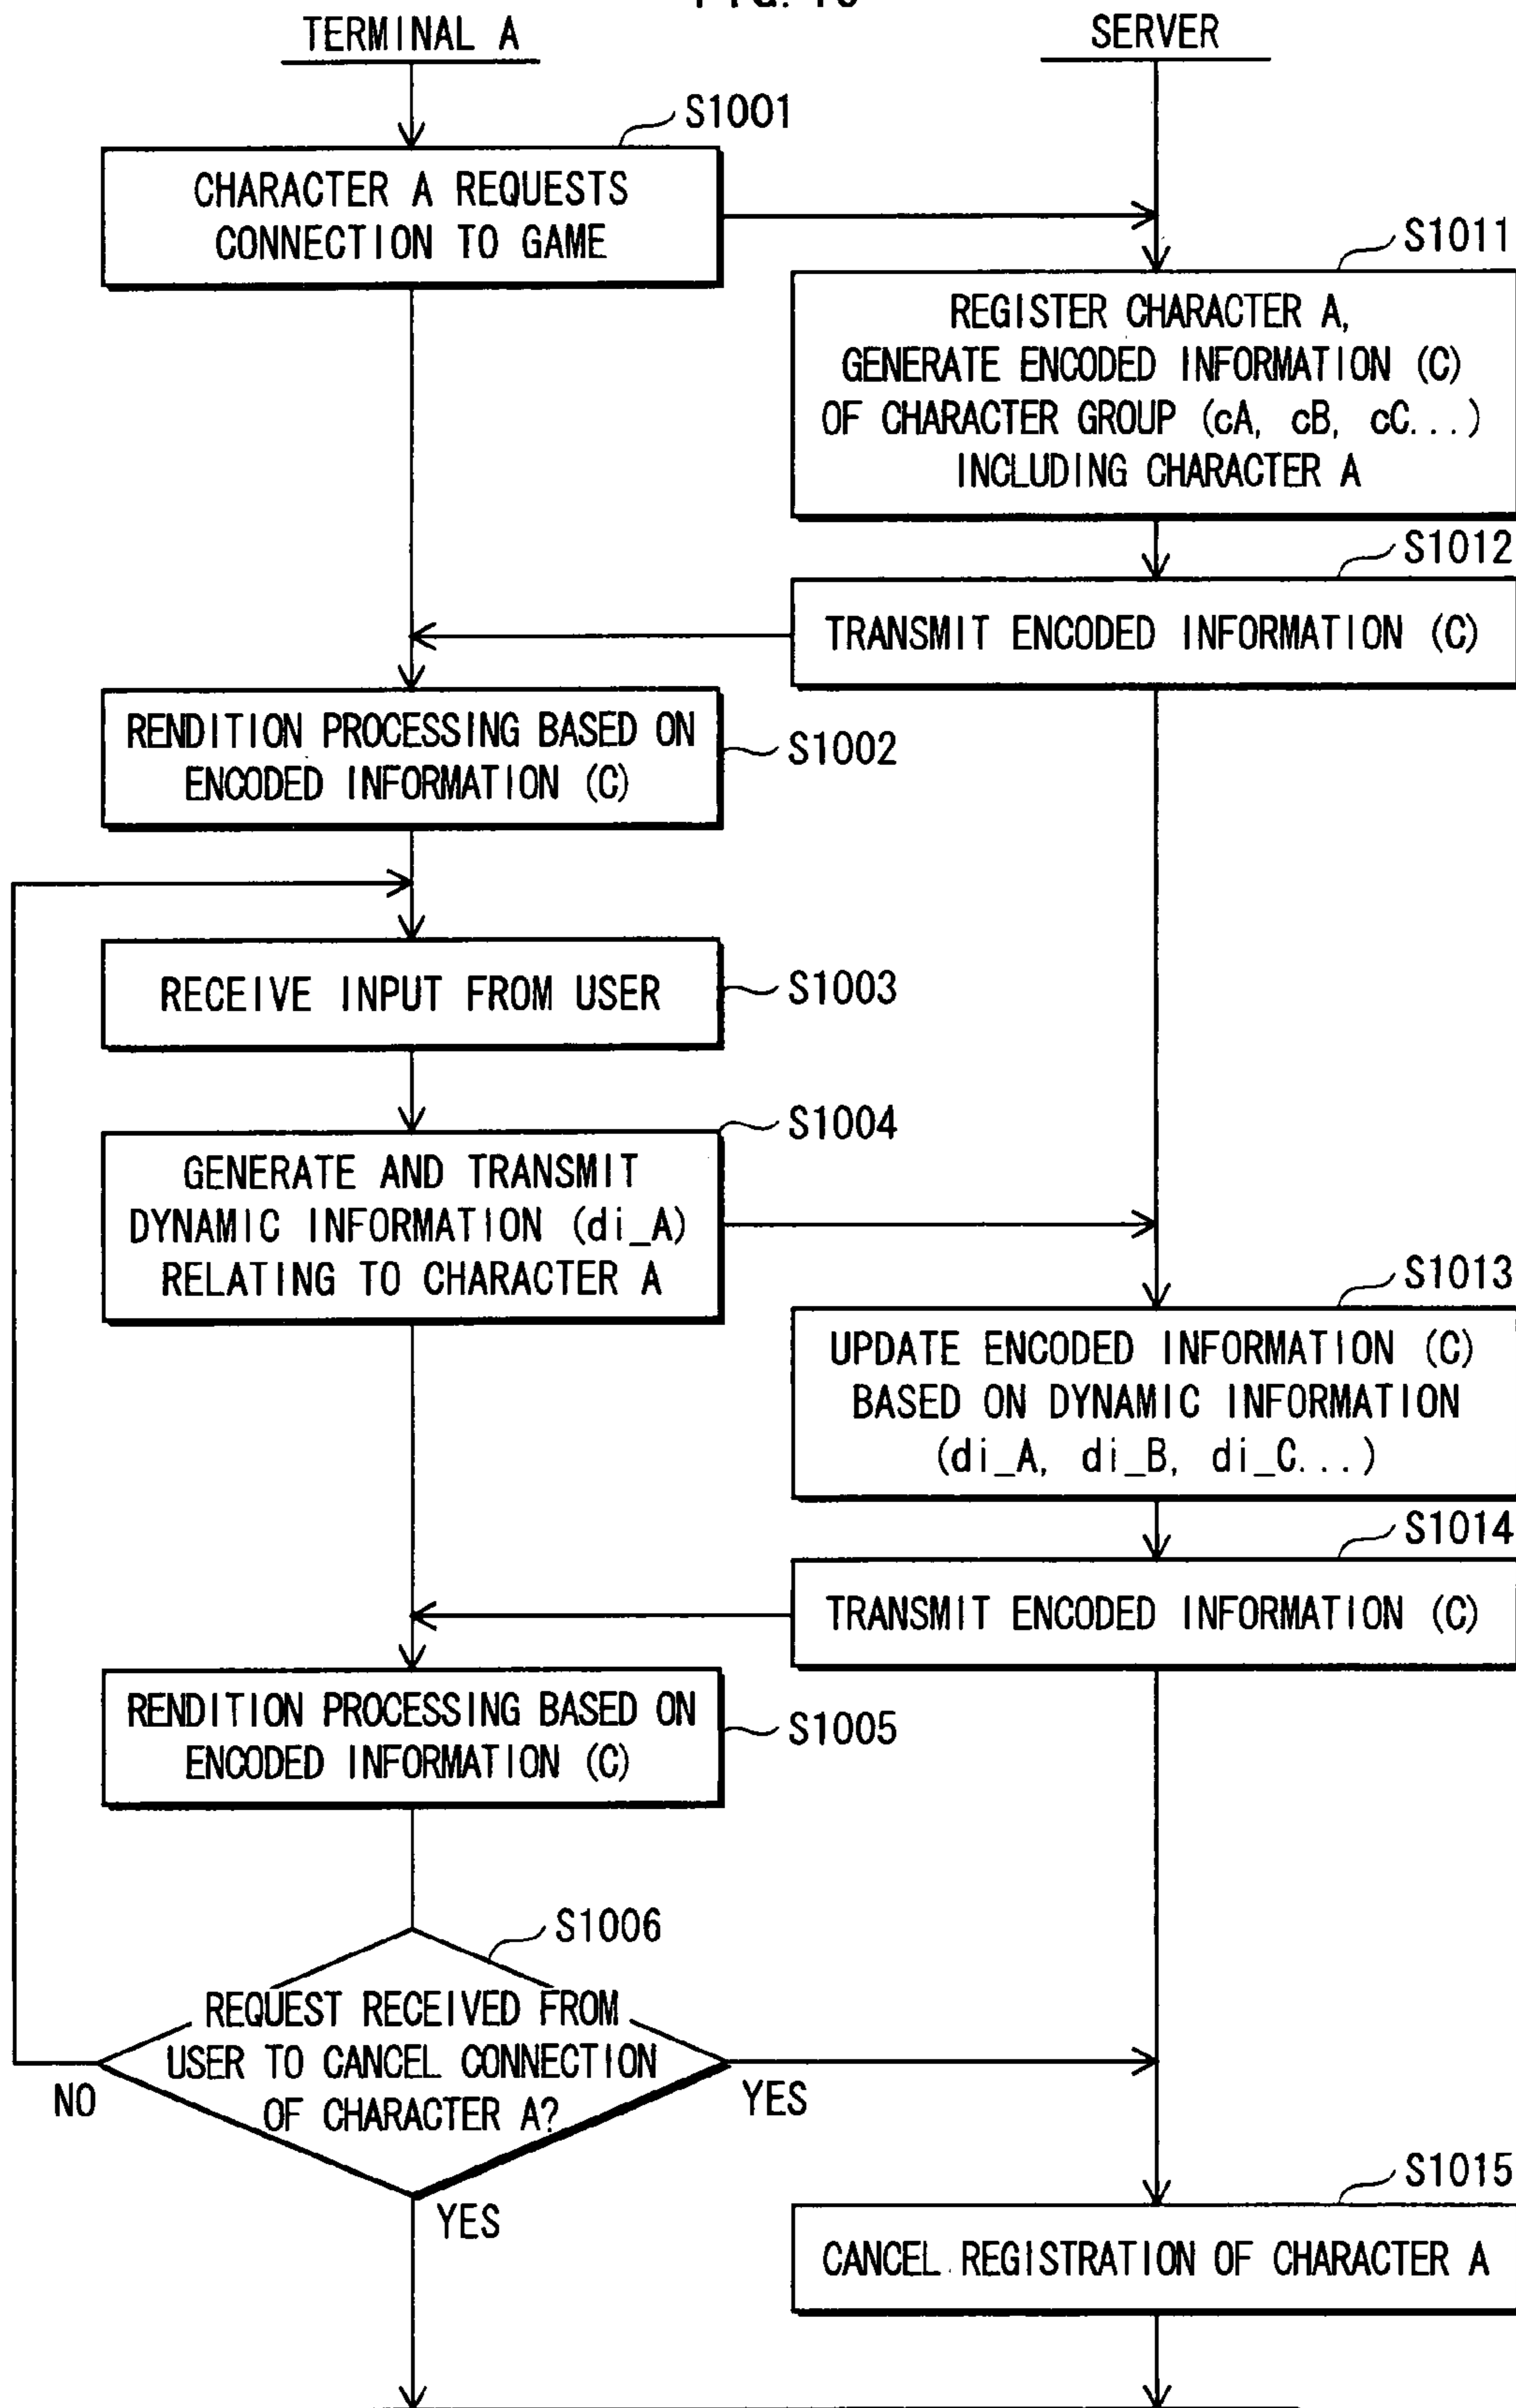 TERMINAL A
SERVER
S1001
CHARACTER A REQUESTS
CONNECTION TO GAME
S1011
REGISTER CHARACTER A,
GENERATE ENCODED INFORMATION (C)
OF CHARACTER GROUP (cA, cB, cC...)
INCLUDING CHARACTER A
S1012
TRANSMIT ENCODED INFORMATION (C)
RENDITION PROCESSING BASED ON
ENCODED INFORMATION (C)
S1002
RECEIVE INPUT FROM USER
S1003
S1004
GENERATE AND TRANSMIT
DYNAMIC INFORMATION (di_A)
RELATING TO CHARACTER A
S1013
UPDATE ENCODED INFORMATION (C)
BASED ON DYNAMIC INFORMATION
(di_A, di_B, di_C...)
S1014
TRANSMIT ENCODED INFORMATION (C)
RENDITION PROCESSING BASED ON
ENCODED INFORMATION (C)
S1005
S1006
REQUEST RECEIVED FROM
USER TO CANCEL CONNECTION
OF CHARACTER A?
NO
YES
YES
S1015
CANCEL REGISTRATION OF CHARACTER A